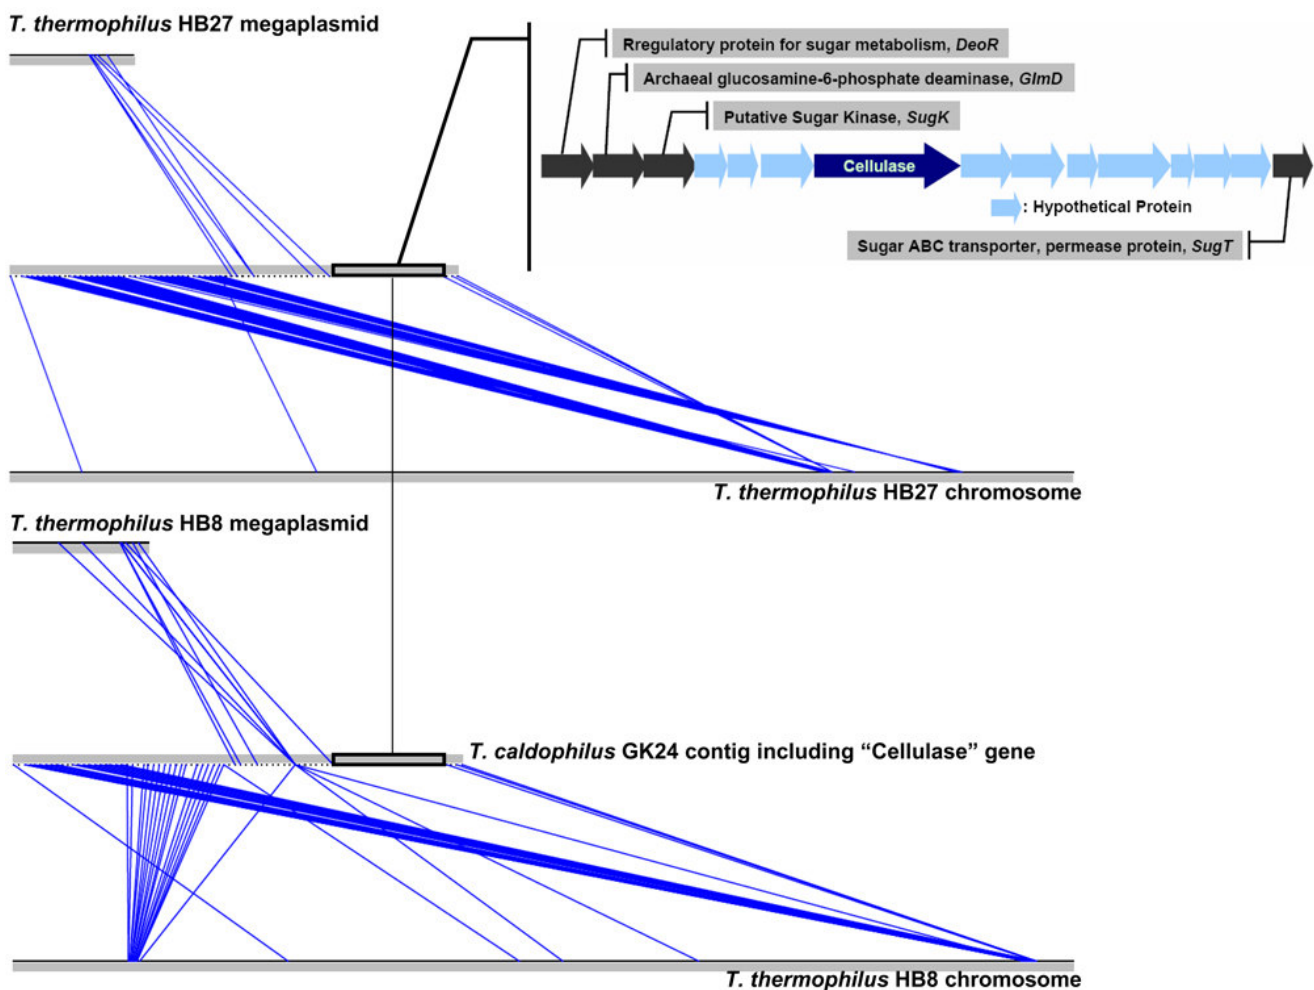 T. thermophilus HB27 megaplasmid
Rregulatory protein for sugar metabolism, DeoR
Archaeal glucosamine-6-phosphate deaminase, GlmD
Putative Sugar Kinase, SugK
Cellulase
: Hypothetical Protein
Sugar ABC transporter, permease protein, SugT
T. thermophilus HB27 chromosome
T. thermophilus HB8 megaplasmid
T. caldophilus GK24 contig including “Cellulase” gene
T. thermophilus HB8 chromosome